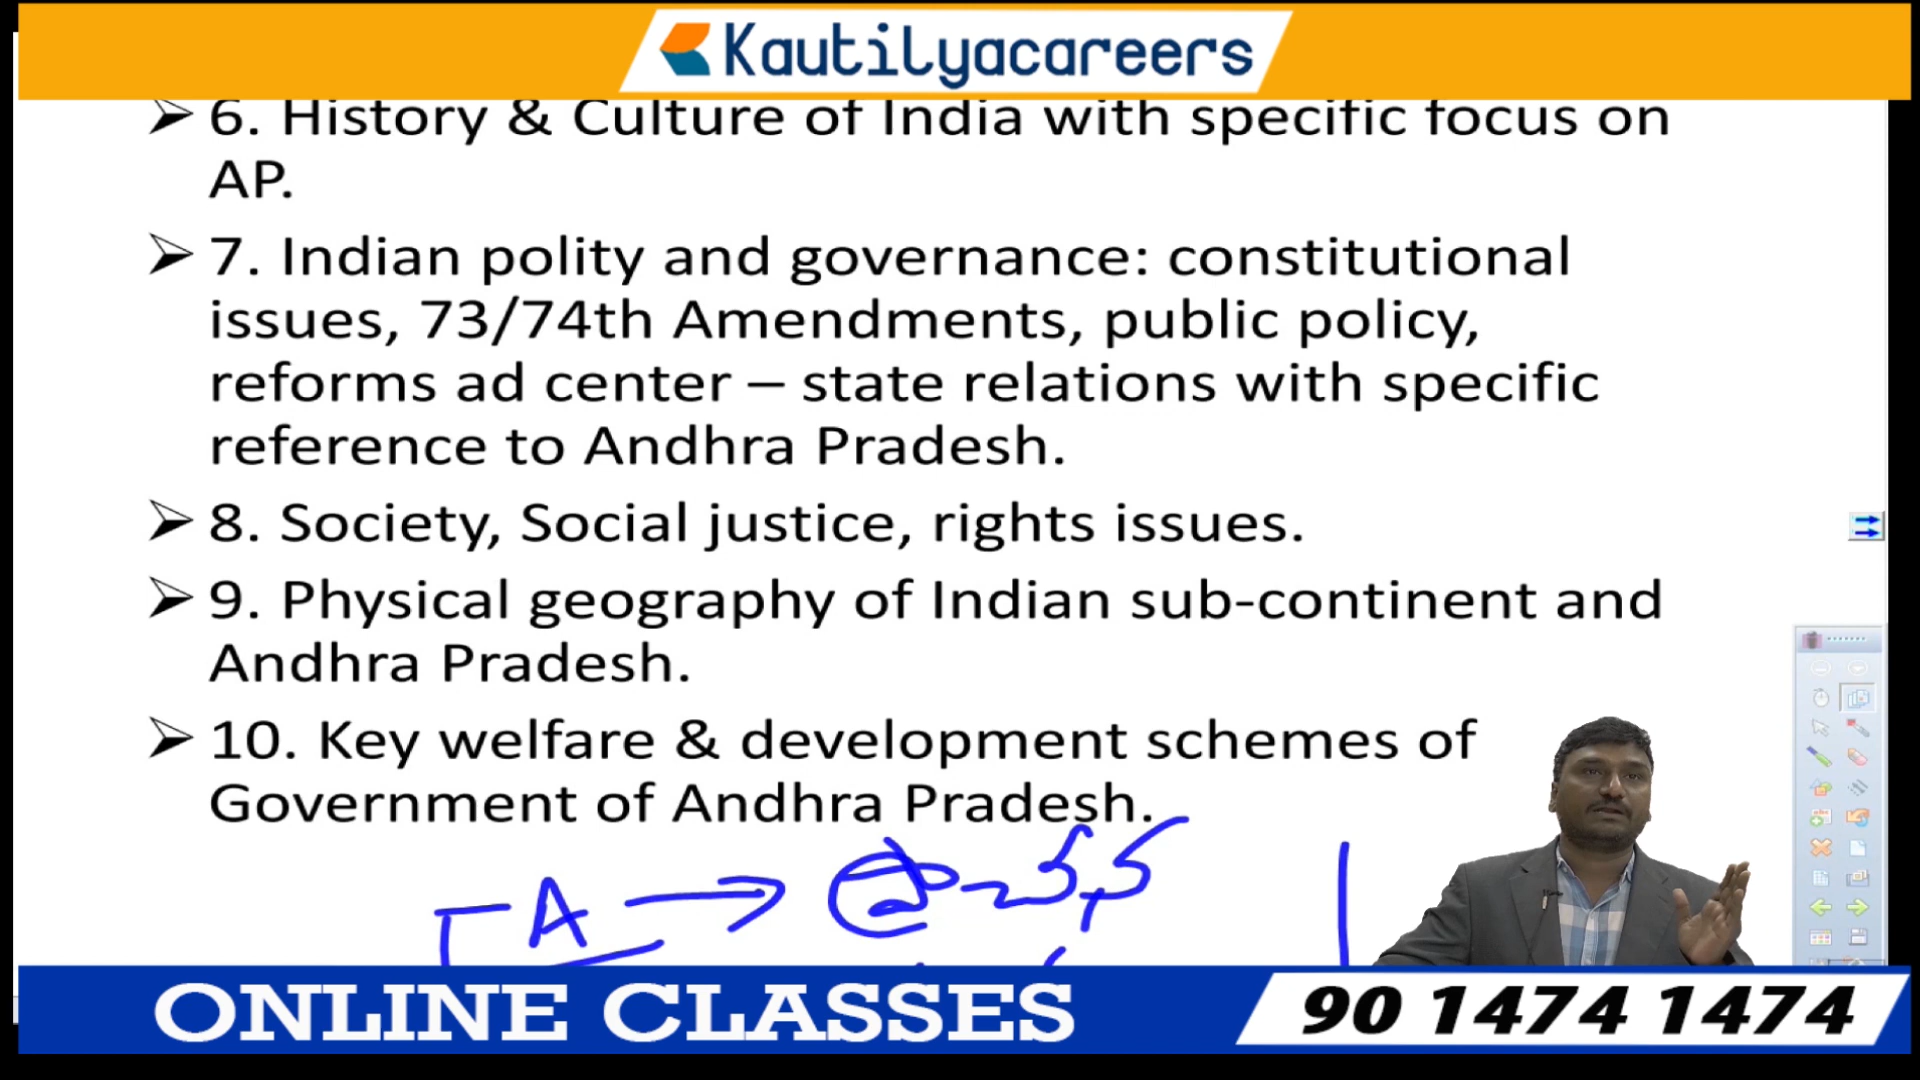 Kautilyacareers
➢ 6. History & Culture of India with specific focus on
AP.
➢ 7. Indian polity and governance: constitutional
issues, 73/74th Amendments, public policy,
reforms ad center – state relations with specific
reference to Andhra Pradesh.
➢ 8. Society, Social justice, rights issues.
➢ 9. Physical geography of Indian sub-continent and
Andhra Pradesh.
➢ 10. Key welfare & development schemes of
Government of Andhra Pradesh.
A →
ONLINE CLASSES
90 1474 1474